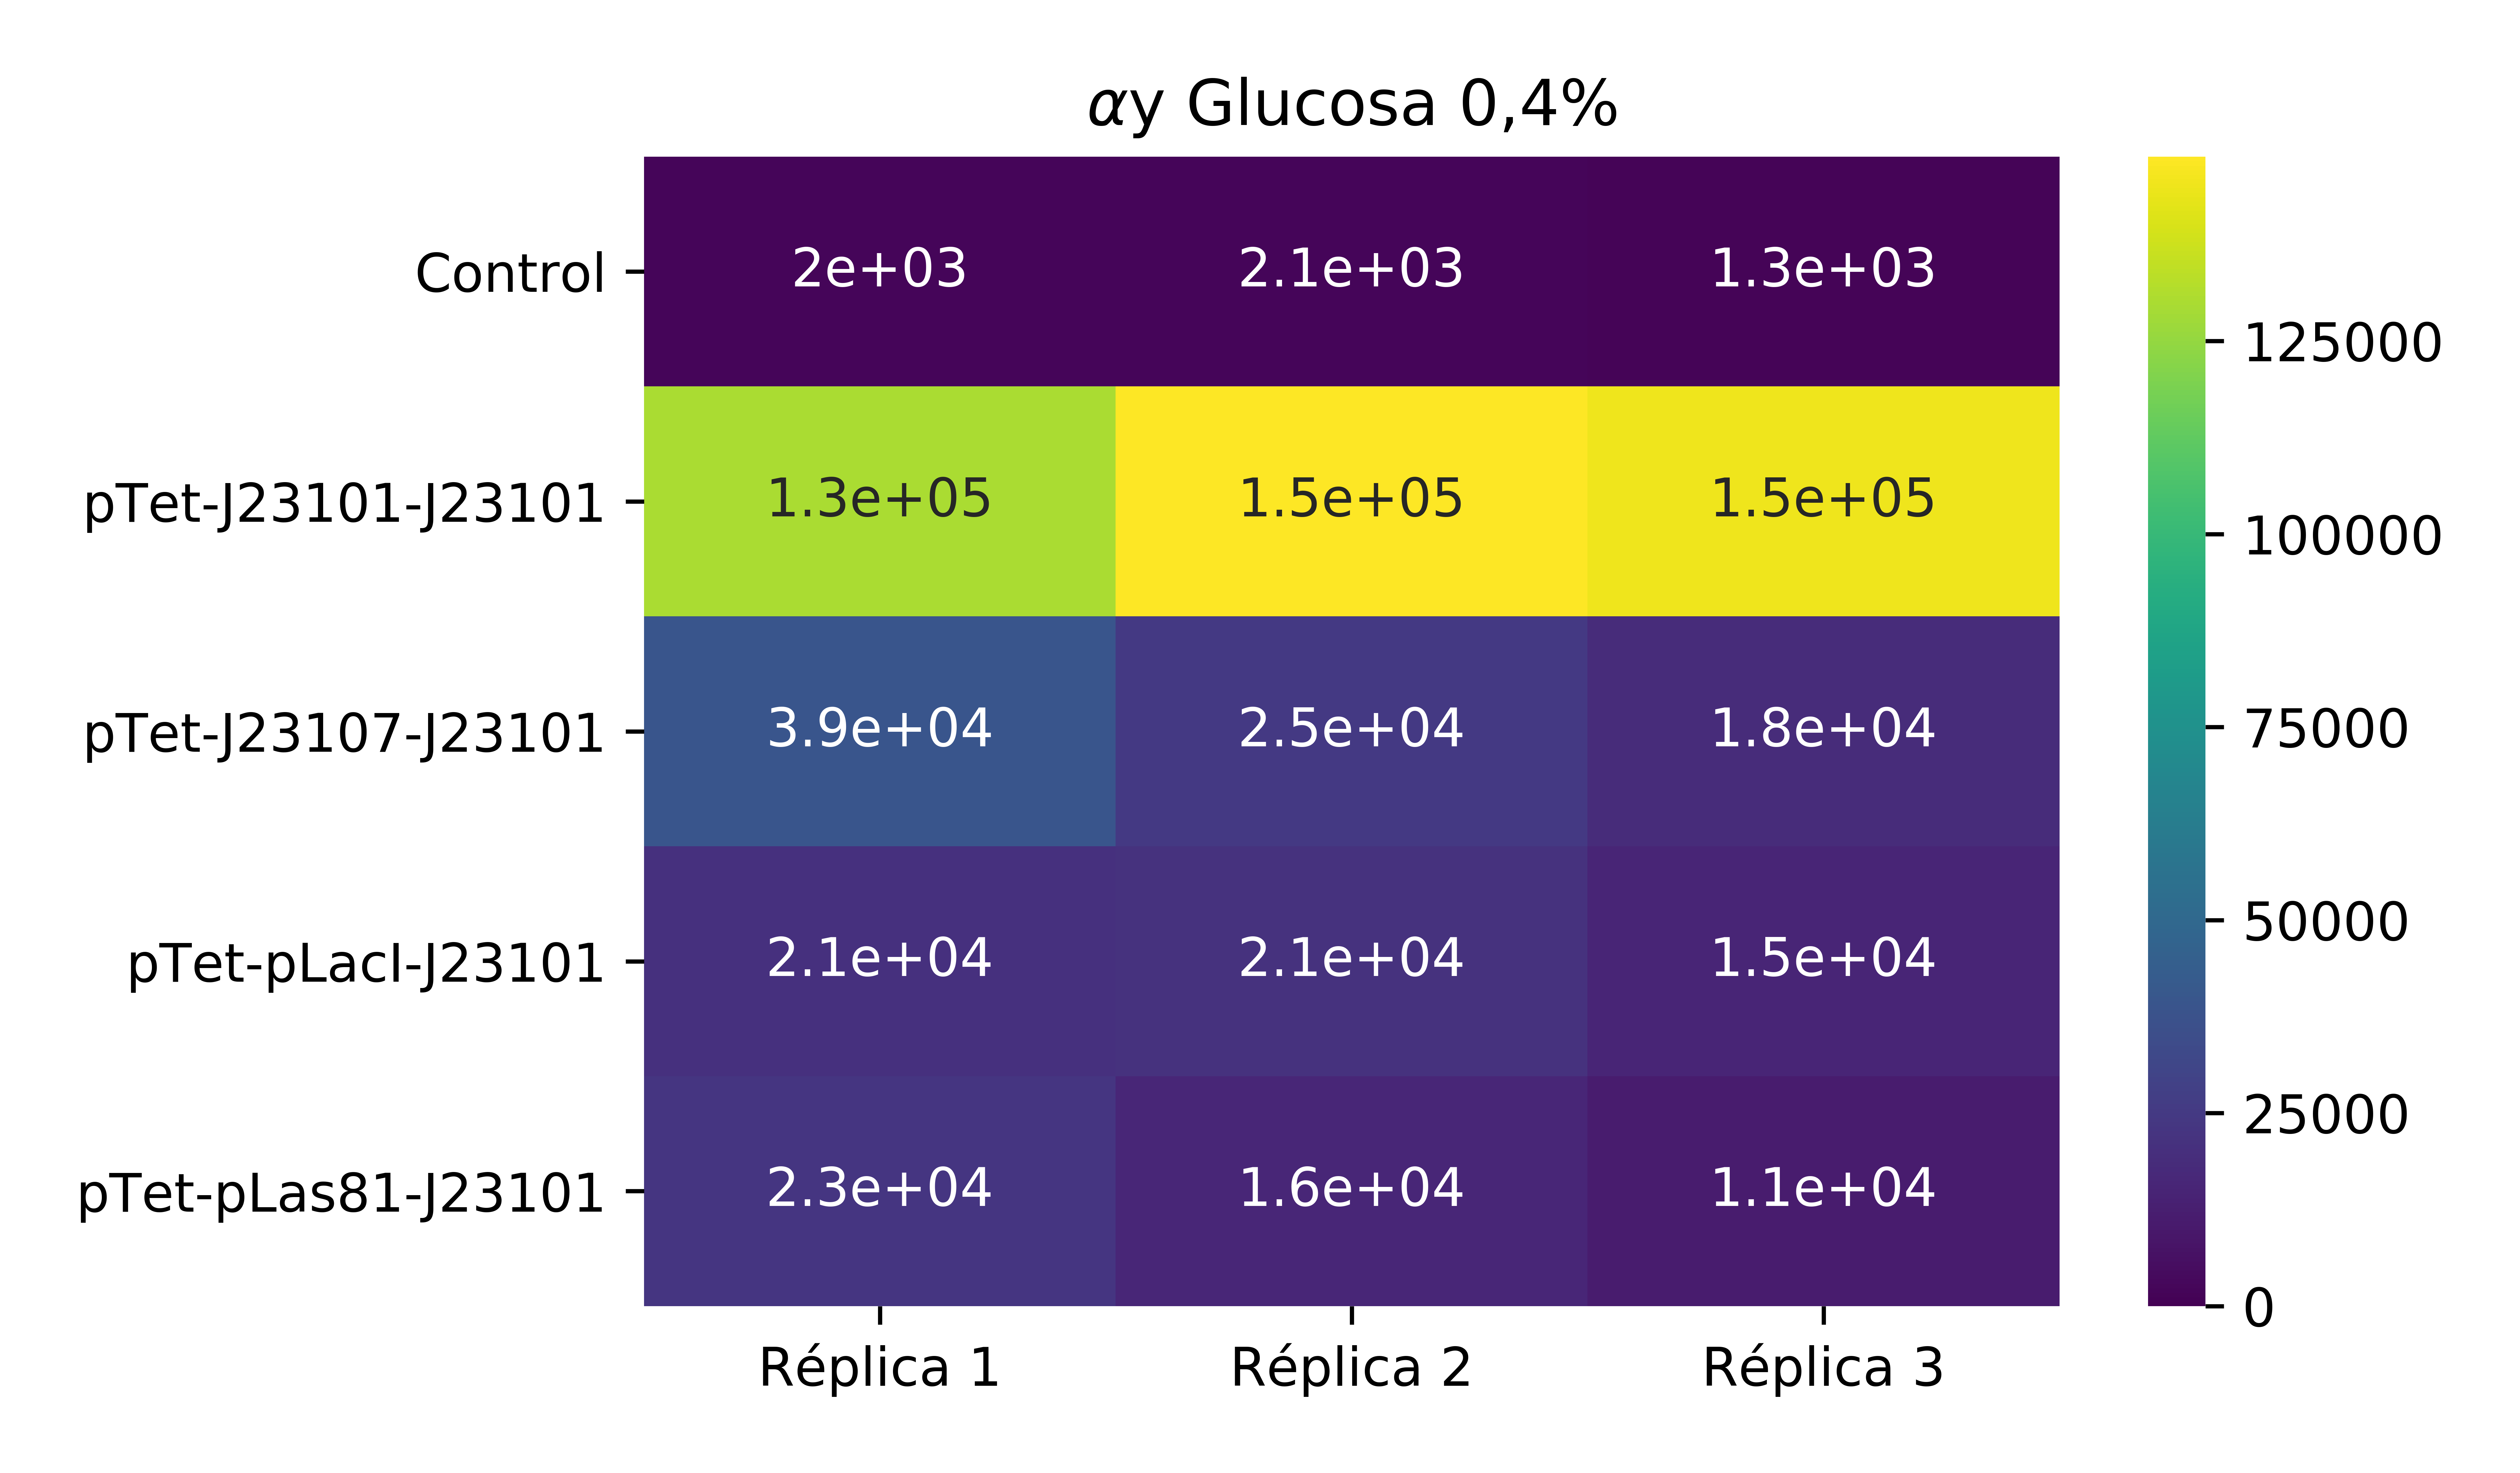 αy Glucosa 0,4%
Control
2e+03 2.1e+03 1.3e+03
pTet-J23101-J23101
1.3e+05 1.5e+05 1.5e+05
pTet-J23107-J23101
3.9e+04 2.5e+04 1.8e+04
pTet-pLacI-J23101
2.1e+04 2.1e+04 1.5e+04
pTet-pLas81-J23101
2.3e+04 1.6e+04 1.1e+04
Réplica 1 Réplica 2 Réplica 3
125000
100000
75000
50000
25000
0